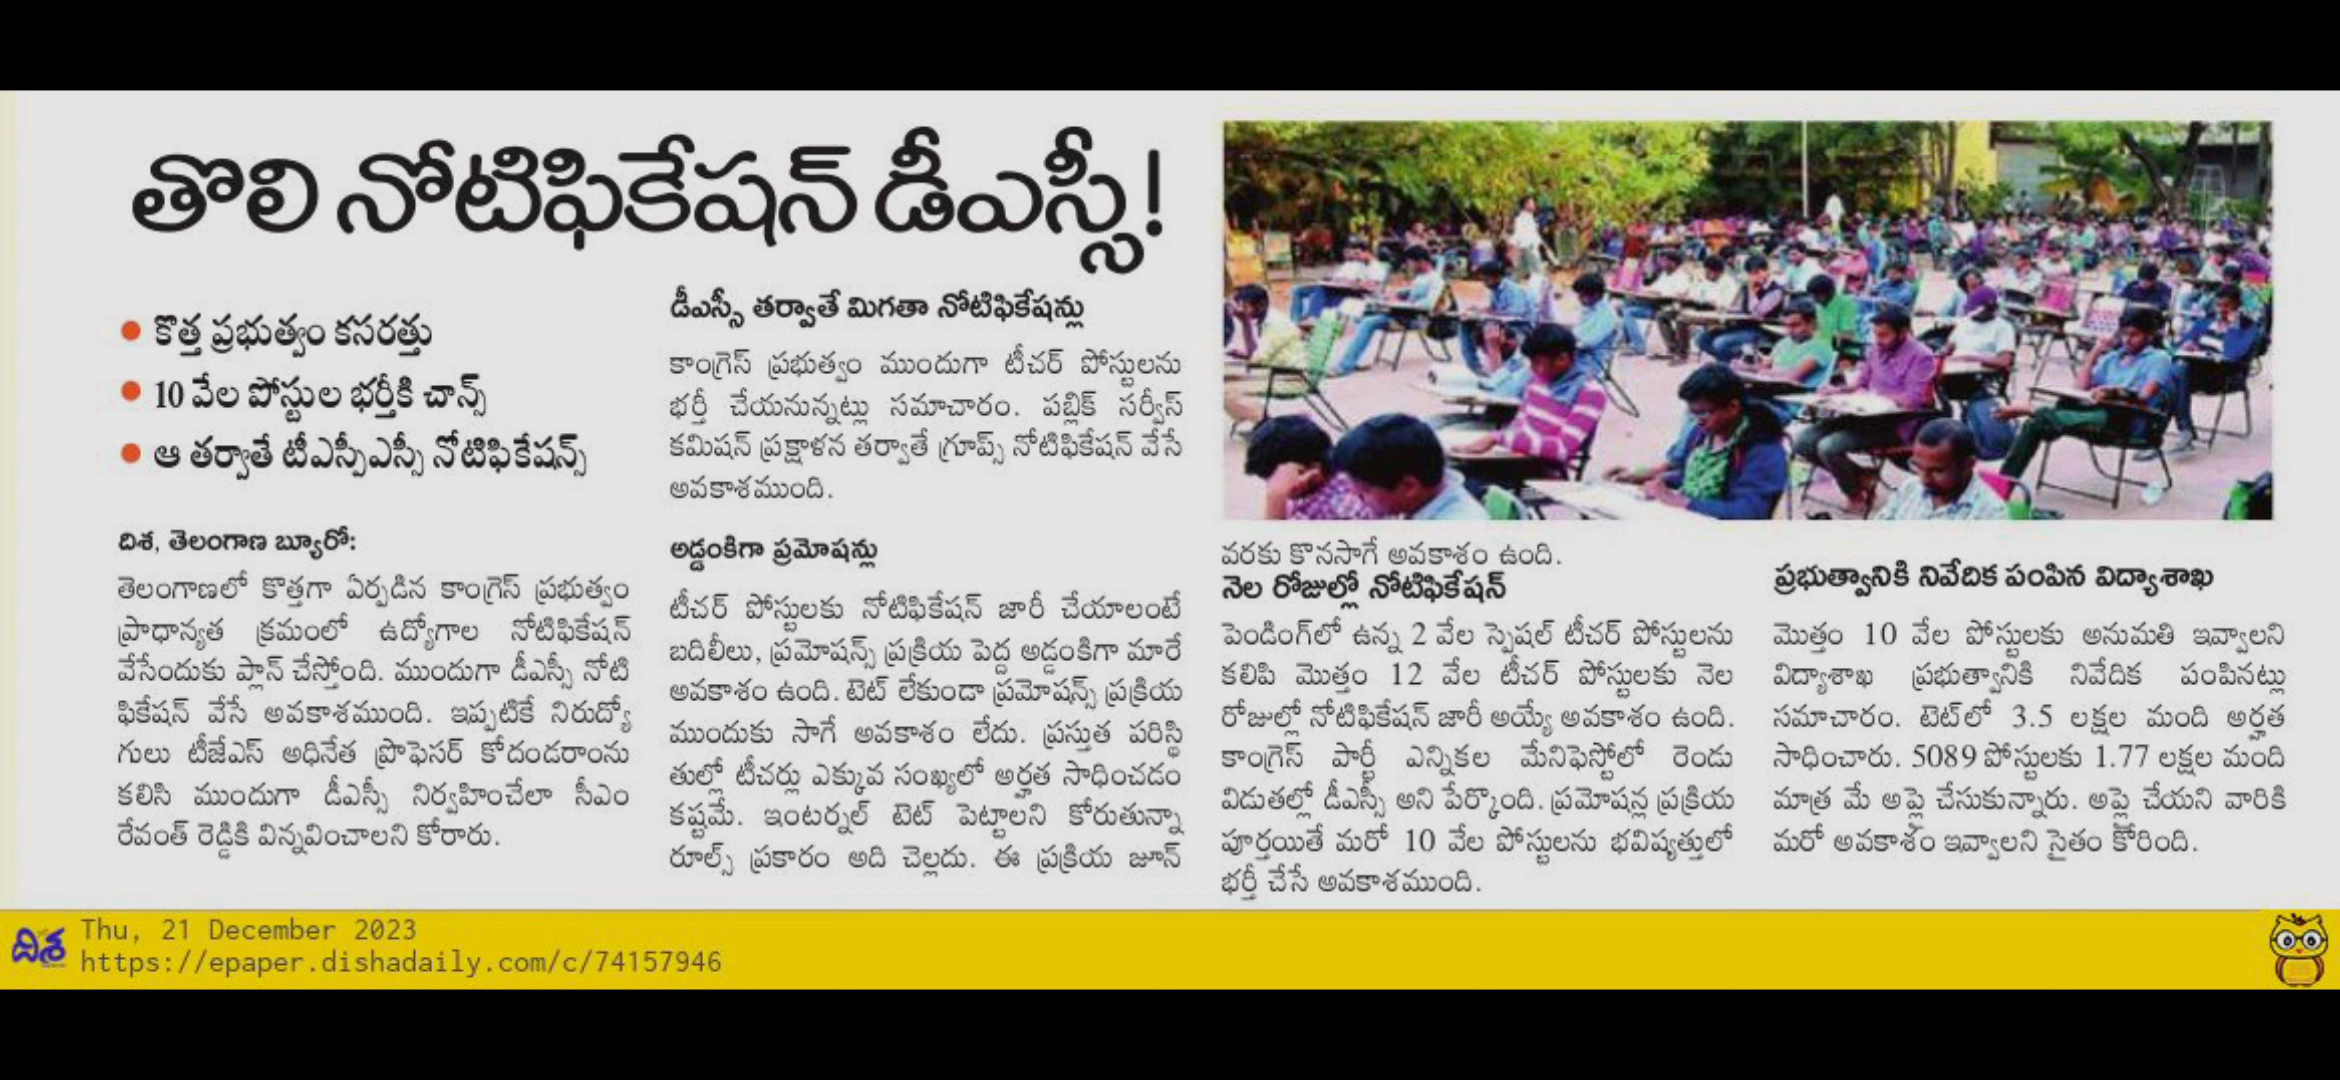 తొలి నోటిఫికేషన్ డీఎస్సీ!
• కొత్త ప్రభుత్వం కసరత్తు
• 10 వేల పోస్టుల భర్తీకి చాన్స్
• ఆ తర్వాతే టీఎస్పీఎస్సీ నోటిఫికేషన్స్
దిశ, తెలంగాణ బ్యూరో:
తెలంగాణలో కొత్తగా ఏర్పడిన కాంగ్రెస్ ప్రభుత్వం
ప్రాధాన్యత క్రమంలో ఉద్యోగాల నోటిఫికేషన్
వేసేందుకు ప్లాన్ చేస్తోంది. ముందుగా డీఎస్సీ నోటి
ఫికేషన్ వేసే అవకాశముంది. ఇప్పటికే నిరుద్యో
గులు టీజేఎస్ అధినేత ప్రొఫెసర్ కోదండరాంను
కలిసి ముందుగా డీఎస్సీ నిర్వహించేలా సీఎం
రేవంత్ రెడ్డికి విన్నవించాలని కోరారు.
డీఎస్సీ తర్వాతే మిగతా నోటిఫికేషన్లు
కాంగ్రెస్ ప్రభుత్వం ముందుగా టీచర్ పోస్టులను
భర్తీ చేయనున్నట్లు సమాచారం. పబ్లిక్ సర్వీస్
కమిషన్ ప్రక్షాళన తర్వాతే గ్రూప్స్ నోటిఫికేషన్ వేసే
అవకాశముంది.
అడ్డంకిగా ప్రమోషన్లు
టీచర్ పోస్టులకు నోటిఫికేషన్ జారీ చేయాలంటే
బదిలీలు, ప్రమోషన్స్ ప్రక్రియ పెద్ద అడ్డంకిగా మారే
అవకాశం ఉంది. టెట్ లేకుండా ప్రమోషన్స్ ప్రక్రియ
ముందుకు సాగే అవకాశం లేదు. ప్రస్తుత పరిస్థి
తుల్లో టీచర్లు ఎక్కువ సంఖ్యలో అర్హత సాధించడం
కష్టమే. ఇంటర్నల్ టెట్ పెట్టాలని కోరుతున్నా
రూల్స్ ప్రకారం అది చెల్లదు. ఈ ప్రక్రియ జూన్
వరకు కొనసాగే అవకాశం ఉంది.
నెల రోజుల్లో నోటిఫికేషన్
పెండింగ్‌లో ఉన్న 2 వేల స్పెషల్ టీచర్ పోస్టులను
కలిపి మొత్తం 12 వేల టీచర్ పోస్టులకు నెల
రోజుల్లో నోటిఫికేషన్ జారీ అయ్యే అవకాశం ఉంది.
కాంగ్రెస్ పార్టీ ఎన్నికల మేనిఫెస్టోలో రెండు
విడుతల్లో డీఎస్సీ అని పేర్కొంది. ప్రమోషన్ల ప్రక్రియ
పూర్తయితే మరో 10 వేల పోస్టులను భవిష్యత్తులో
భర్తీ చేసే అవకాశముంది.
ప్రభుత్వానికి నివేదిక పంపిన విద్యాశాఖ
మొత్తం 10 వేల పోస్టులకు అనుమతి ఇవ్వాలని
విద్యాశాఖ ప్రభుత్వానికి నివేదిక పంపినట్లు
సమాచారం. టెట్‌లో 3.5 లక్షల మంది అర్హత
సాధించారు. 5089 పోస్టులకు 1.77 లక్షల మంది
మాత్ర మే అప్లై చేసుకున్నారు. అప్లై చేయని వారికి
మరో అవకాశం ఇవ్వాలని సైతం కోరింది.
దిశ
Thu, 21 December 2023
https://epaper.dishadaily.com/c/74157946